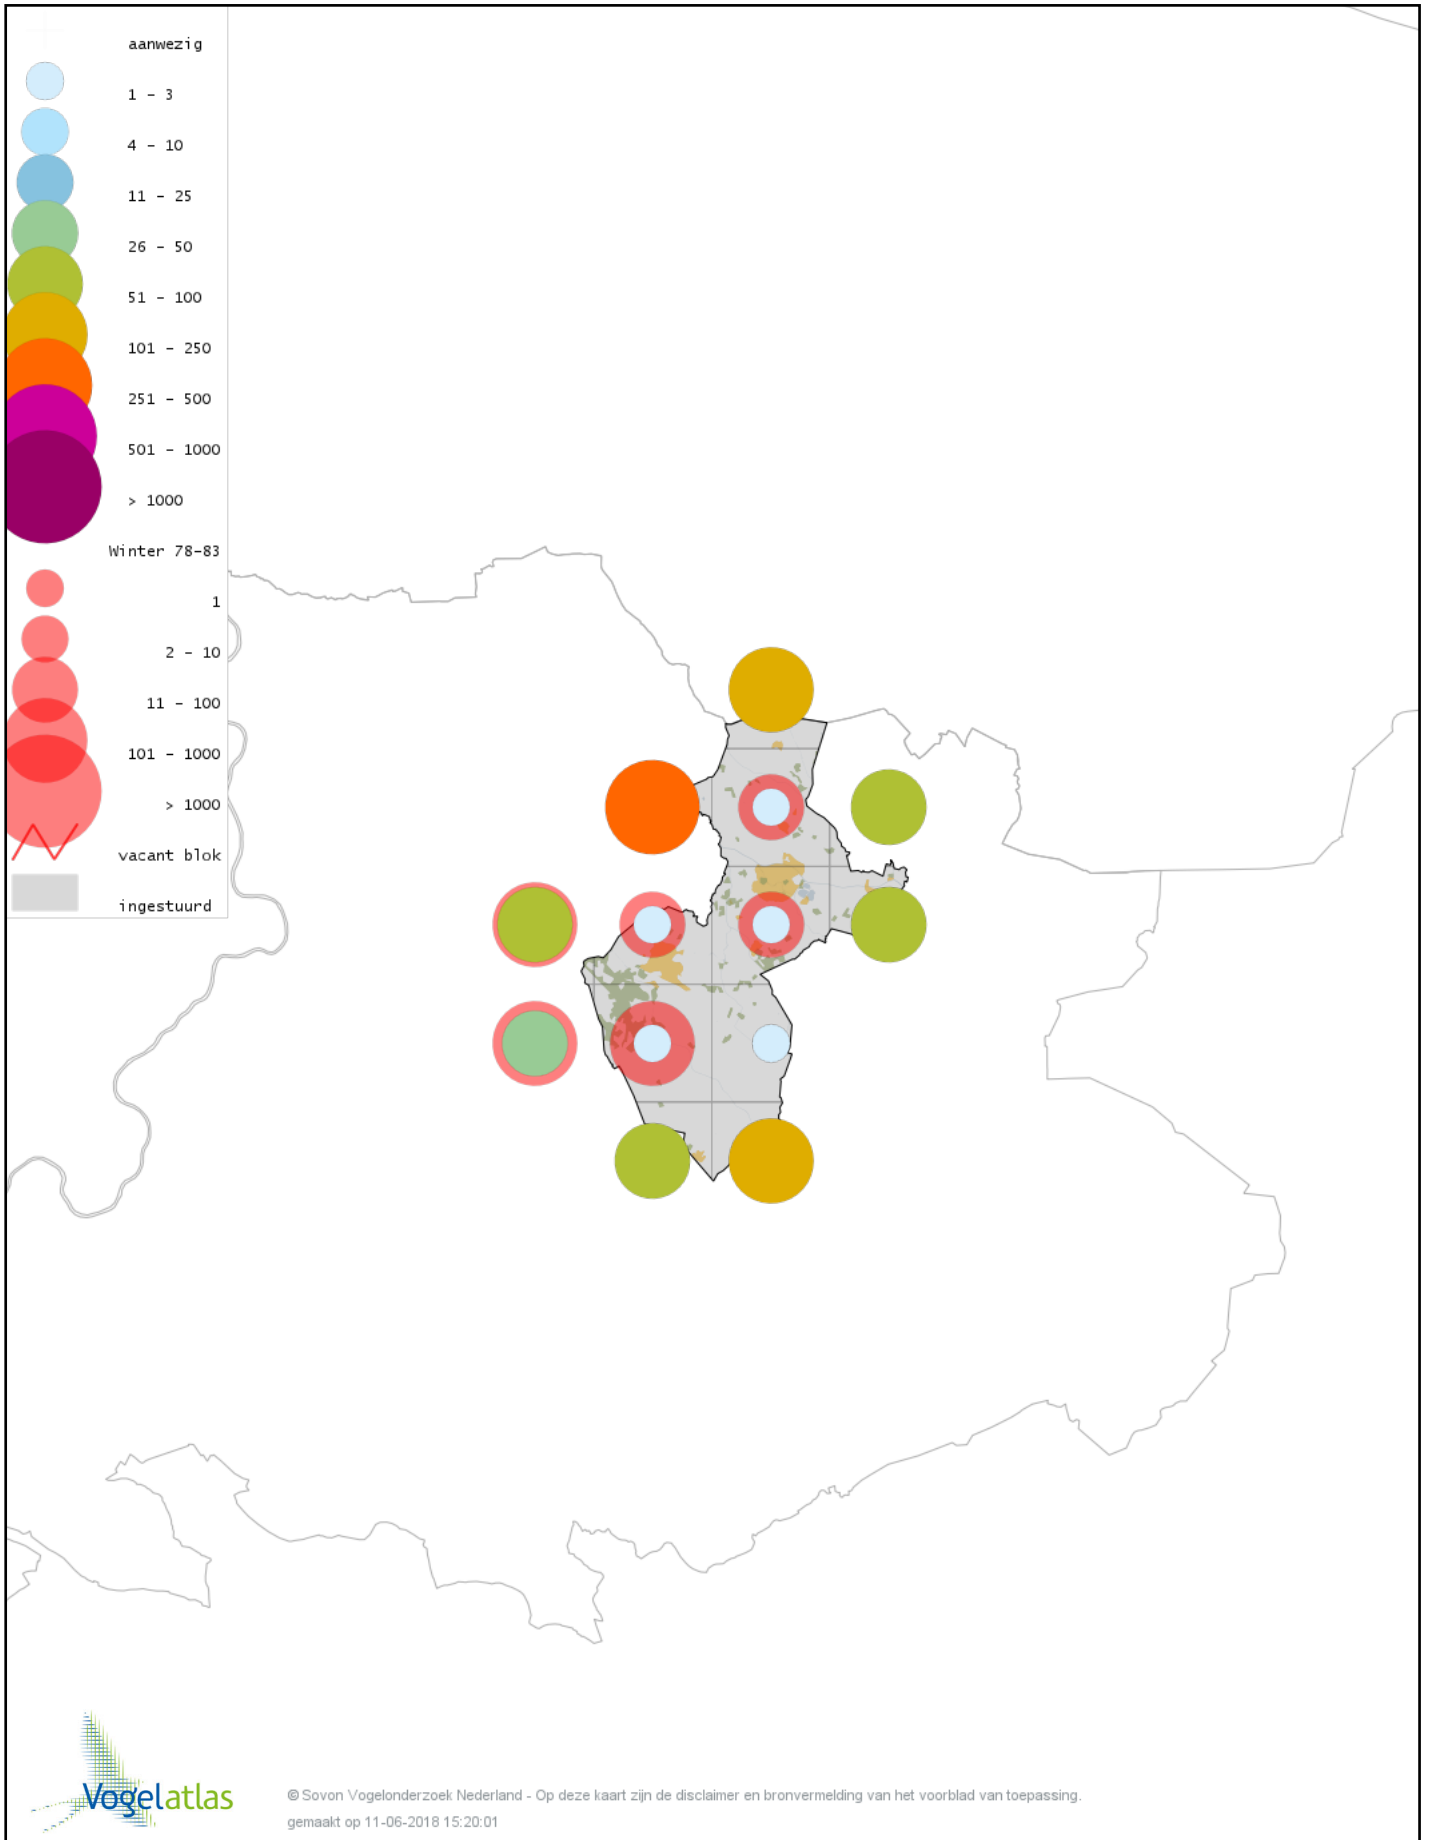 aanwezig
1 - 3
4 - 10
11 - 25
26 - 50
51 - 100
101 - 250
251 - 500
501 - 1000
> 1000
Winter 78-83
1
2 - 10
11 - 100
101 - 1000
> 1000
vacant blok
ingestuurd
Vogelatlas
© Sovon Vogelonderzoek Nederland - Op deze kaart zijn de disclaimer en bronvermelding van het voorblad van toepassing.
gemaakt op 11-06-2018 15:20:01